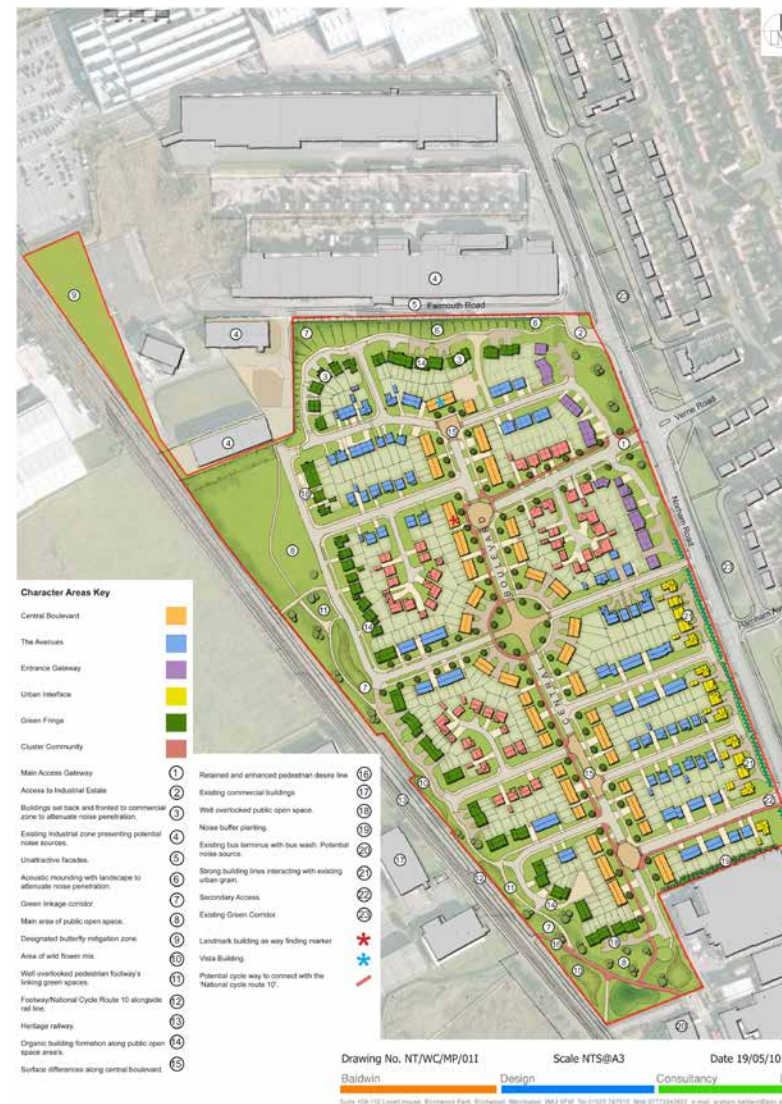 Falmouth Road
Verne Road
Norham Road
CENTRAL BOULEVARD
Character Areas Key
Central Boulevard
The Avenues
Entrance Gateway
Urban Interface
Green Fringe
Cluster Community
Main Access Gateway 1
Access to Industrial Estate 2
Buildings set back and fronted to commercial
zone to attenuate noise penetration. 3
Existing Industrial zone presenting potential
noise sources. 4
Unattractive facades. 5
Acoustic mounding with landscape to
attenuate noise penetration. 6
Green linkage corridor. 7
Main area of public open space. 8
Designated butterfly mitigation zone 9
Area of wild flower mix. 10
Well overlooked pedestrian footway's
linking green spaces. 11
Footway/National Cycle Route 10 alongside
rail line. 12
Heritage railway. 13
Organic building formation along public open
space area's. 14
Surface differences along central boulevard. 15
Retained and enhanced pedestrian desire line 16
Existing commercial buildings 17
Well overlooked public open space. 18
Noise buffer planting. 19
Existing bus terminus with bus wash. Potential
noise source. 20
Strong building lines interacting with existing
urban grain. 21
Secondary Access. 22
Existing Green Corridor. 23
Landmark building as way finding marker
Vista Building.
Potential cycle way to connect with the
'National cycle route 10'.
Drawing No. NT/WC/MP/01I Scale NTS@A3 Date 19/05/10
Baldwin Design Consultancy